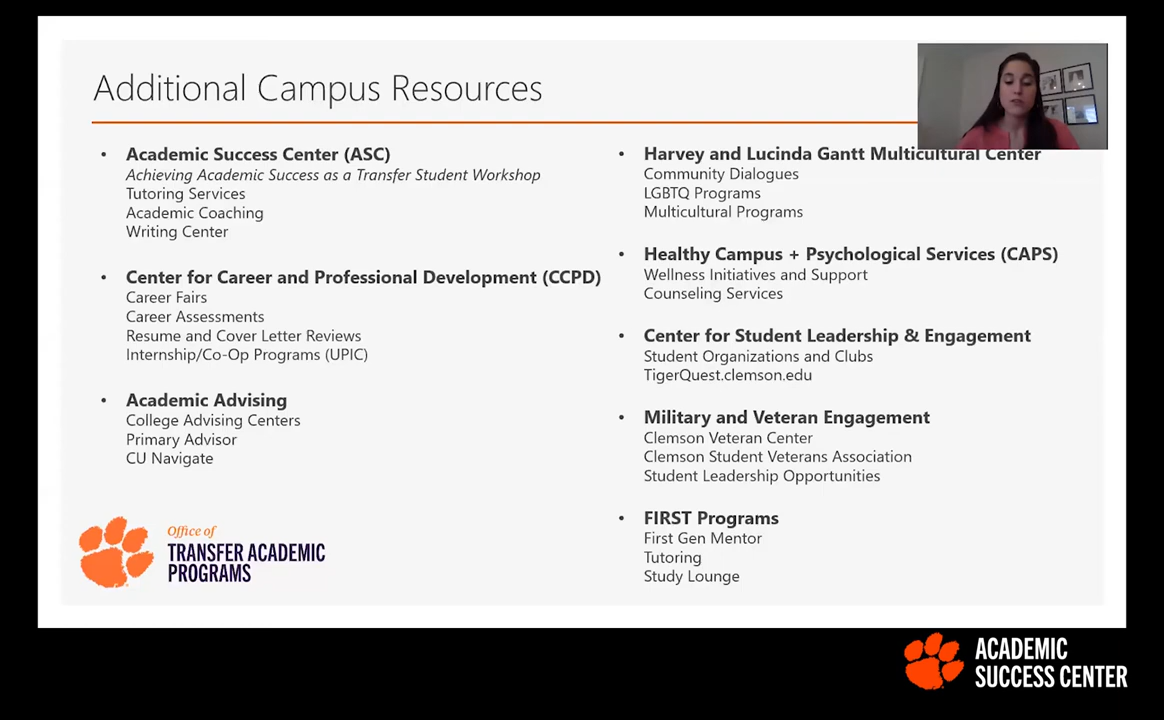 Additional Campus Resources
• Academic Success Center (ASC)
Achieving Academic Success as a Transfer Student Workshop
Tutoring Services
Academic Coaching
Writing Center
• Center for Career and Professional Development (CCPD)
Career Fairs
Career Assessments
Resume and Cover Letter Reviews
Internship/Co-Op Programs (UPIC)
• Academic Advising
College Advising Centers
Primary Advisor
CU Navigate
Office of
TRANSFER ACADEMIC
PROGRAMS
• Harvey and Lucinda Gantt Multicultural Center
Community Dialogues
LGBTQ Programs
Multicultural Programs
• Healthy Campus + Psychological Services (CAPS)
Wellness Initiatives and Support
Counseling Services
• Center for Student Leadership & Engagement
Student Organizations and Clubs
TigerQuest.clemson.edu
• Military and Veteran Engagement
Clemson Veteran Center
Clemson Student Veterans Association
Student Leadership Opportunities
• FIRST Programs
First Gen Mentor
Tutoring
Study Lounge
ACADEMIC
SUCCESS CENTER